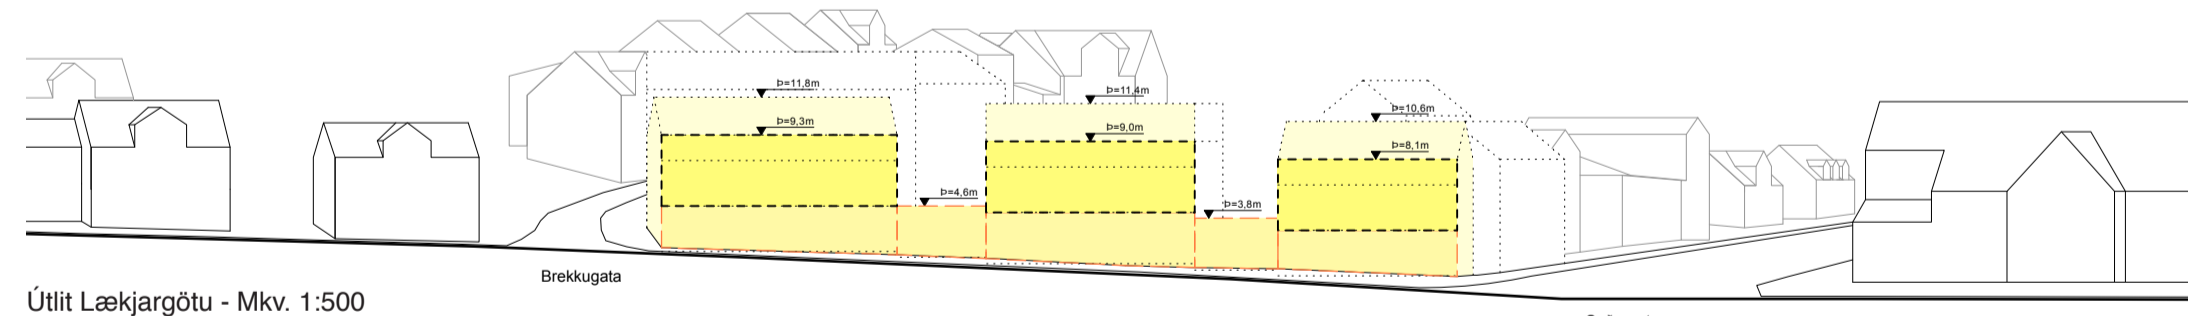 Þ=11,8m
Þ=11,4m
Þ=10,6m
Þ=9,3m
Þ=9,0m
Þ=8,1m
Þ=4,6m
Þ=3,8m
Brekkugata
Útlit Lækjargötu - Mkv. 1:500